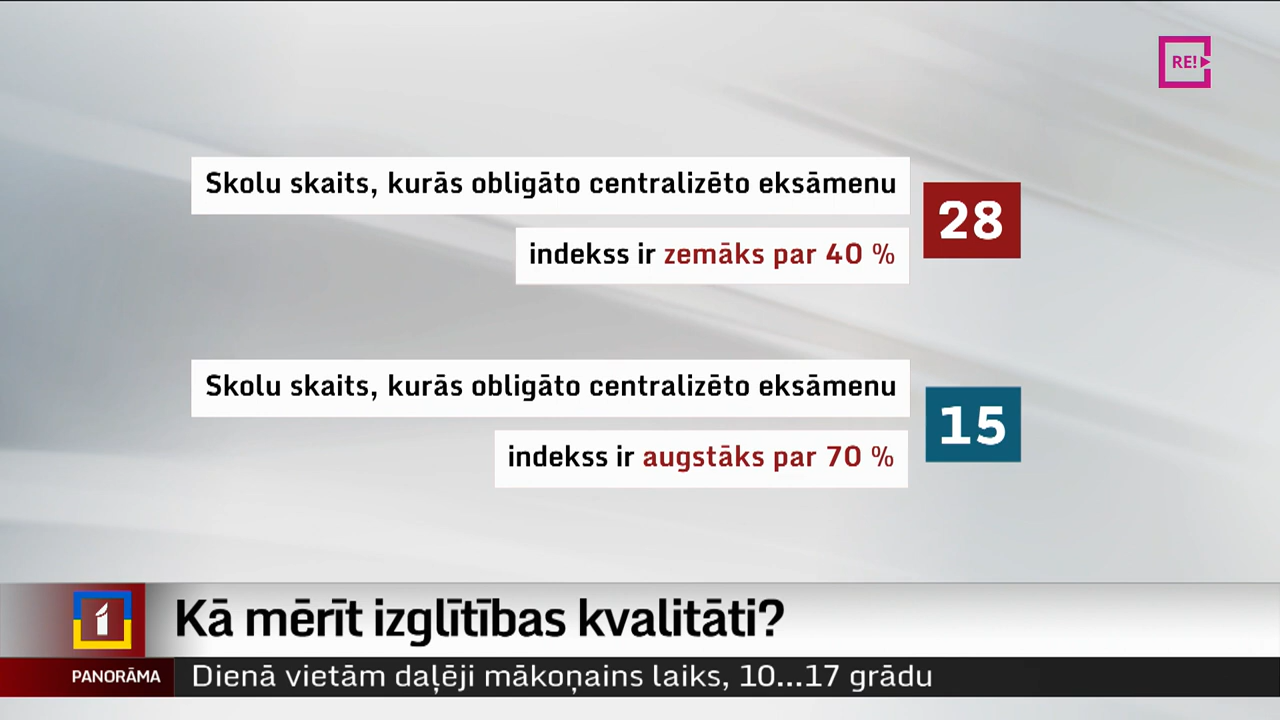 RE!
Skolu skaits, kurās obligāto centralizēto eksāmenu
28
indekss ir zemāks par 40 %
Skolu skaits, kurās obligāto centralizēto eksāmenu
15
indekss ir augstāks par 70 %
1
Kā mērīt izglītības kvalitāti?
PANORĀMA
Dienā vietām daļēji mākoņains laiks, 10...17 grādu